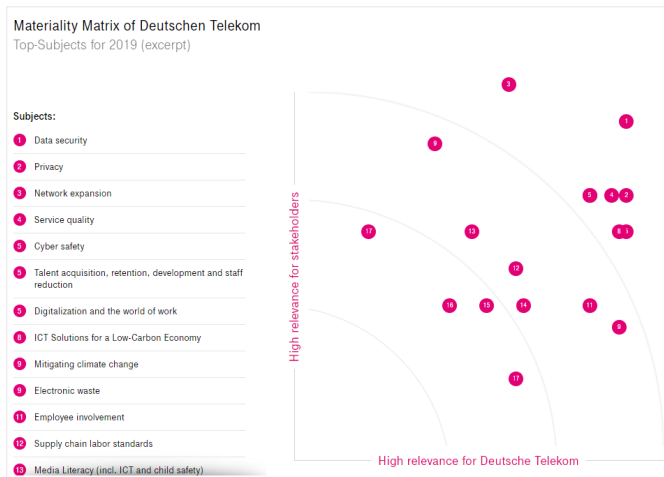 Materiality Matrix of Deutschen Telekom
Top-Subjects for 2019 (excerpt)
Subjects:
1 Data security
2 Privacy
3 Network expansion
4 Service quality
5 Cyber safety
5 Talent acquisition, retention, development and staff
reduction
5 Digitalization and the world of work
8 ICT Solutions for a Low-Carbon Economy
9 Mitigating climate change
9 Electronic waste
11 Employee involvement
12 Supply chain labor standards
13 Media Literacy (incl. ICT and child safety)
High relevance for stakeholders
3
1
9
5 4 2
17
13
8
12
16
15
14
11
9
17
High relevance for Deutsche Telekom